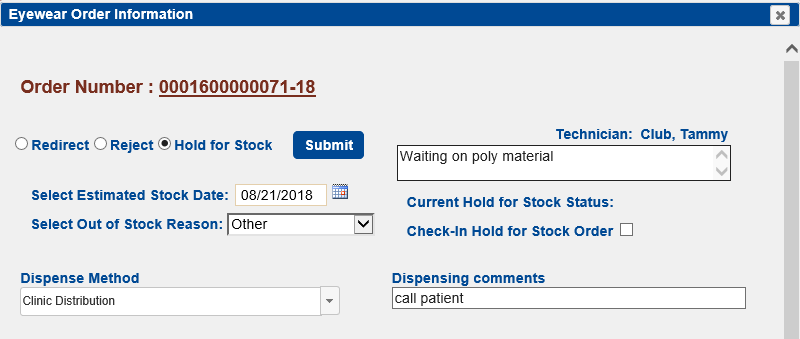 Eyewear Order Information
Order Number : 0001600000071-18
Redirect Reject Hold for Stock Submit
Technician: Club, Tammy
Waiting on poly material
Select Estimated Stock Date: 08/21/2018
Current Hold for Stock Status:
Select Out of Stock Reason: Other
Check-In Hold for Stock Order
Dispense Method
Clinic Distribution
Dispensing comments
call patient